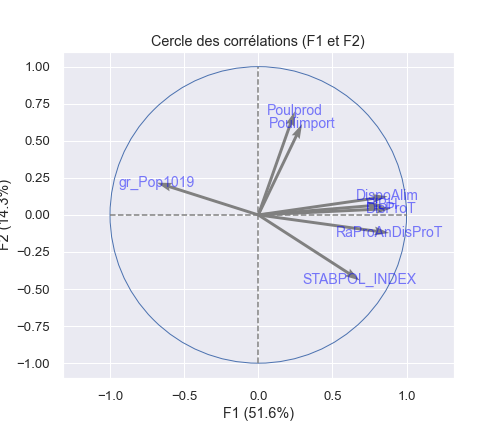 Cercle des corrélations (F1 et F2)
1.00
0.75
0.50
0.25
0.00
−0.25
−0.50
−0.75
−1.00
F2 (14.3%)
Poulprod
Poulimport
gr_Pop1019
DispoAlim
DisProT
RaProAnDisProT
STABPOL_INDEX
−1.0
−0.5
0.0
0.5
1.0
F1 (51.6%)